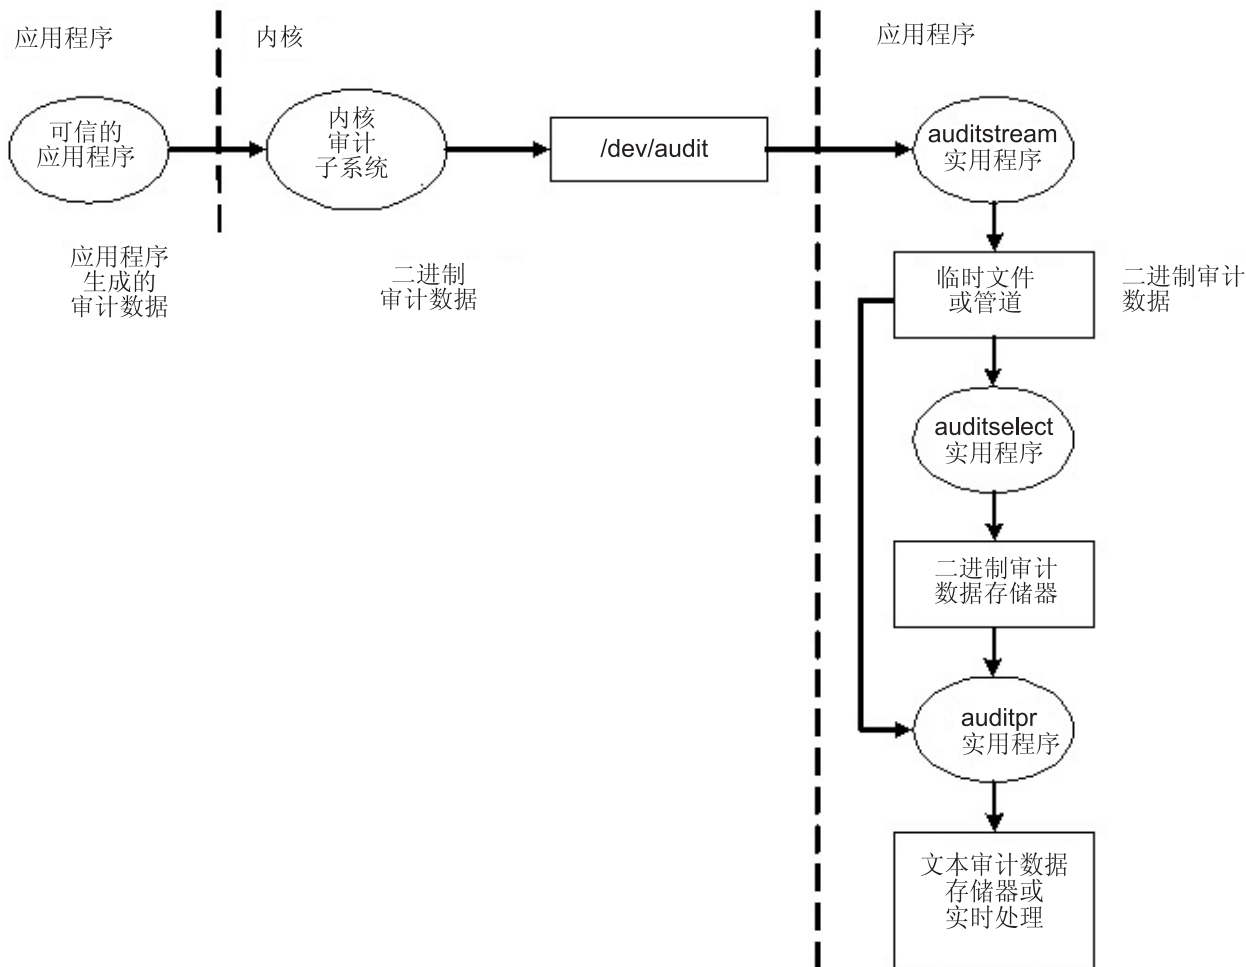 应用程序
内核
应用程序
可信的
应用程序
内核
审计
子系统
/dev/audit
auditstream
实用程序
应用程序
生成的
审计数据
二进制
审计数据
临时文件
或管道
二进制审计
数据
auditselect
实用程序
二进制审计
数据存储器
auditpr
实用程序
文本审计数据
存储器或
实时处理